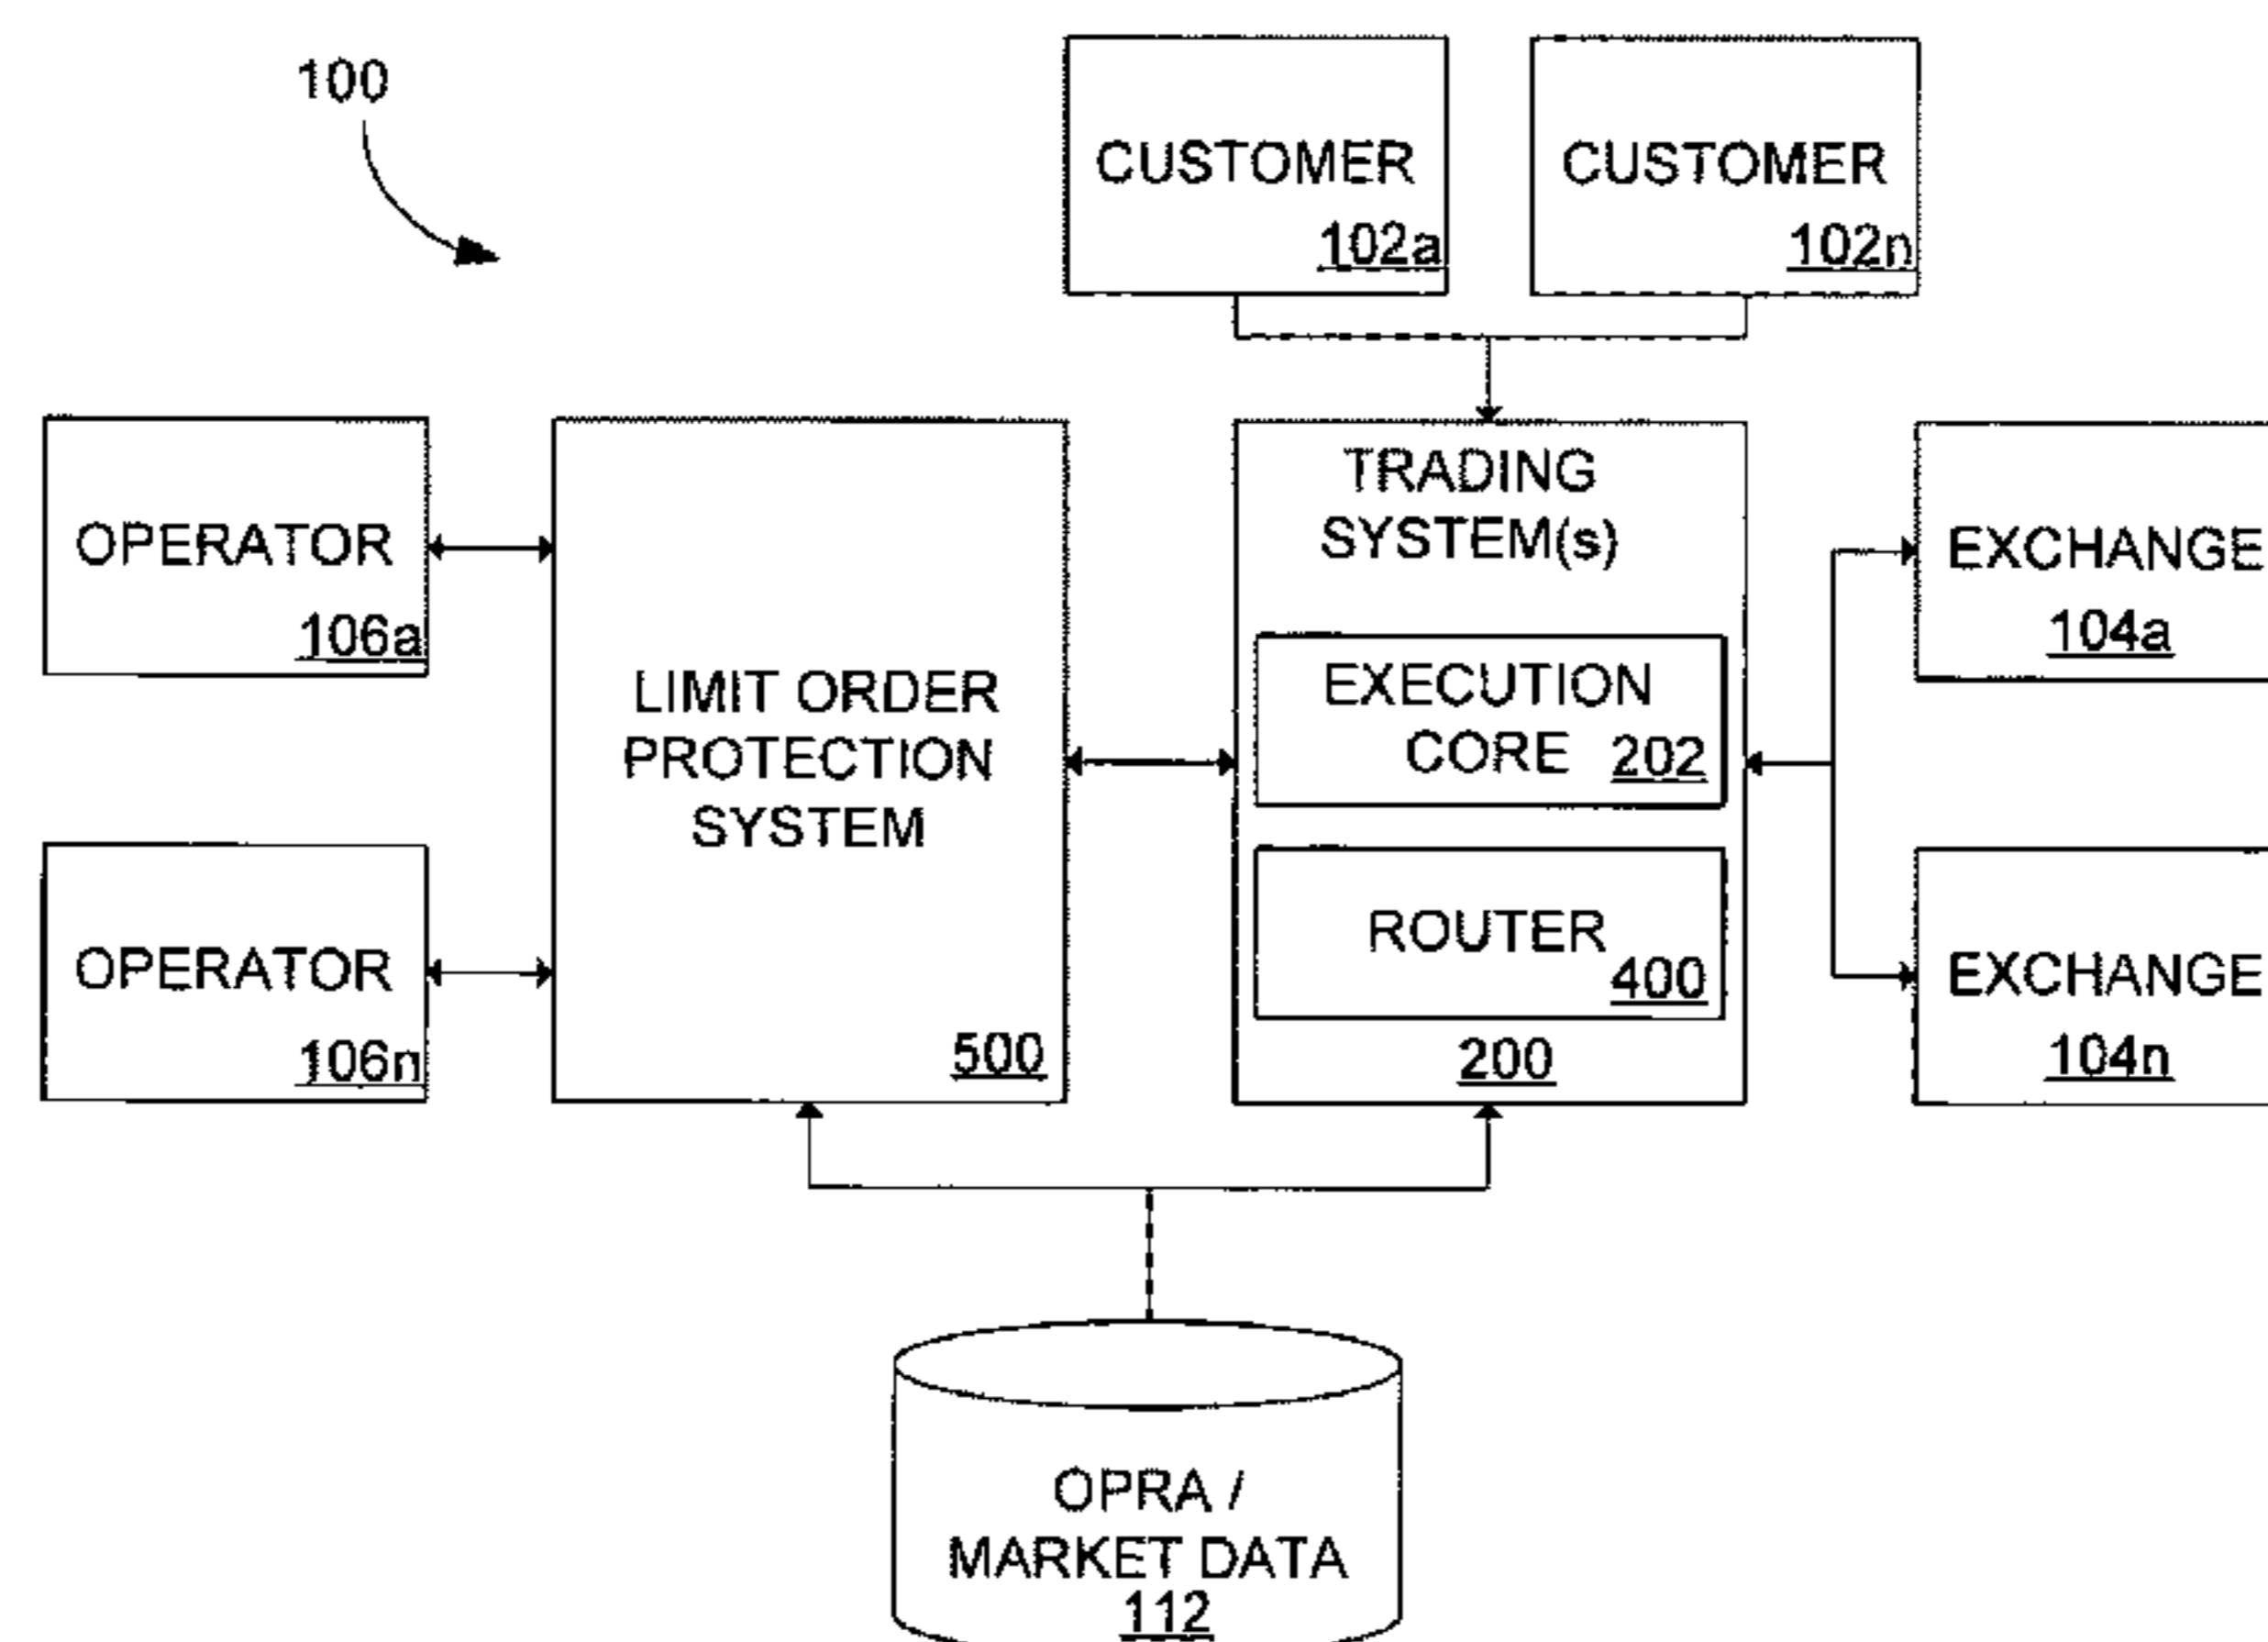 100
CUSTOMER
102a
CUSTOMER
102n
OPERATOR
106a
OPERATOR
106n
LIMIT ORDER
PROTECTION
SYSTEM
500
TRADING
SYSTEM(s)
EXECUTION
CORE 202
ROUTER
400
200
EXCHANGE
104a
EXCHANGE
104n
OPRA /
MARKET DATA
112